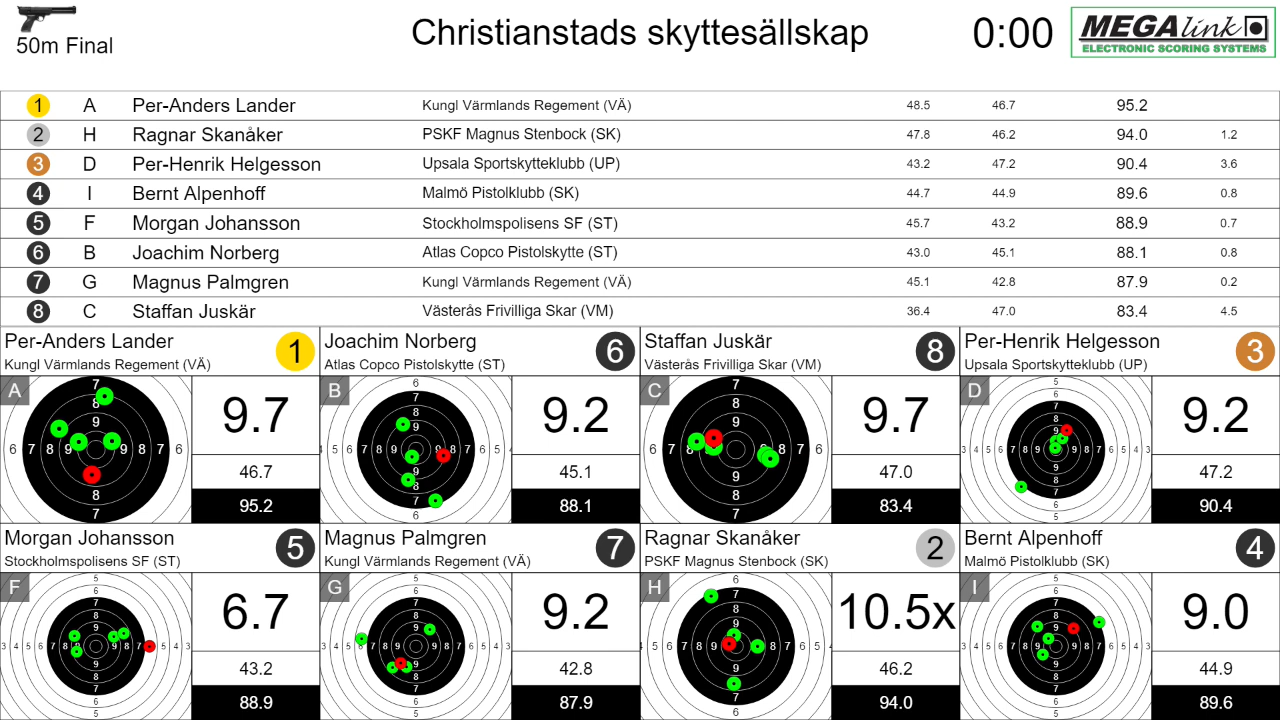 50m Final
Christianstads skyttesällskap
0:00
MEGAlink
ELECTRONIC SCORING SYSTEMS
1 A Per-Anders Lander Kungl Värmlands Regement (VÄ) 48.5 46.7 95.2
2 H Ragnar Skanåker PSKF Magnus Stenbock (SK) 47.8 46.2 94.0 1.2
3 D Per-Henrik Helgesson Upsala Sportskytteklubb (UP) 43.2 47.2 90.4 3.6
4 I Bernt Alpenhoff Malmö Pistolklubb (SK) 44.7 44.9 89.6 0.8
5 F Morgan Johansson Stockholmspolisens SF (ST) 45.7 43.2 88.9 0.7
6 B Joachim Norberg Atlas Copco Pistolskytte (ST) 43.0 45.1 88.1 0.8
7 G Magnus Palmgren Kungl Värmlands Regement (VÄ) 45.1 42.8 87.9 0.2
8 C Staffan Juskär Västerås Frivilliga Skar (VM) 36.4 47.0 83.4 4.5
Per-Anders Lander
Kungl Värmlands Regement (VÄ)
1
A
9.7
46.7
95.2
Joachim Norberg
Atlas Copco Pistolskytte (ST)
6
B
9.2
45.1
88.1
Staffan Juskär
Västerås Frivilliga Skar (VM)
8
C
9.7
47.0
83.4
Per-Henrik Helgesson
Upsala Sportskytteklubb (UP)
3
D
9.2
47.2
90.4
Morgan Johansson
Stockholmspolisens SF (ST)
5
F
6.7
43.2
88.9
Magnus Palmgren
Kungl Värmlands Regement (VÄ)
7
G
9.2
42.8
87.9
Ragnar Skanåker
PSKF Magnus Stenbock (SK)
2
H
10.5x
46.2
94.0
Bernt Alpenhoff
Malmö Pistolklubb (SK)
4
I
9.0
44.9
89.6